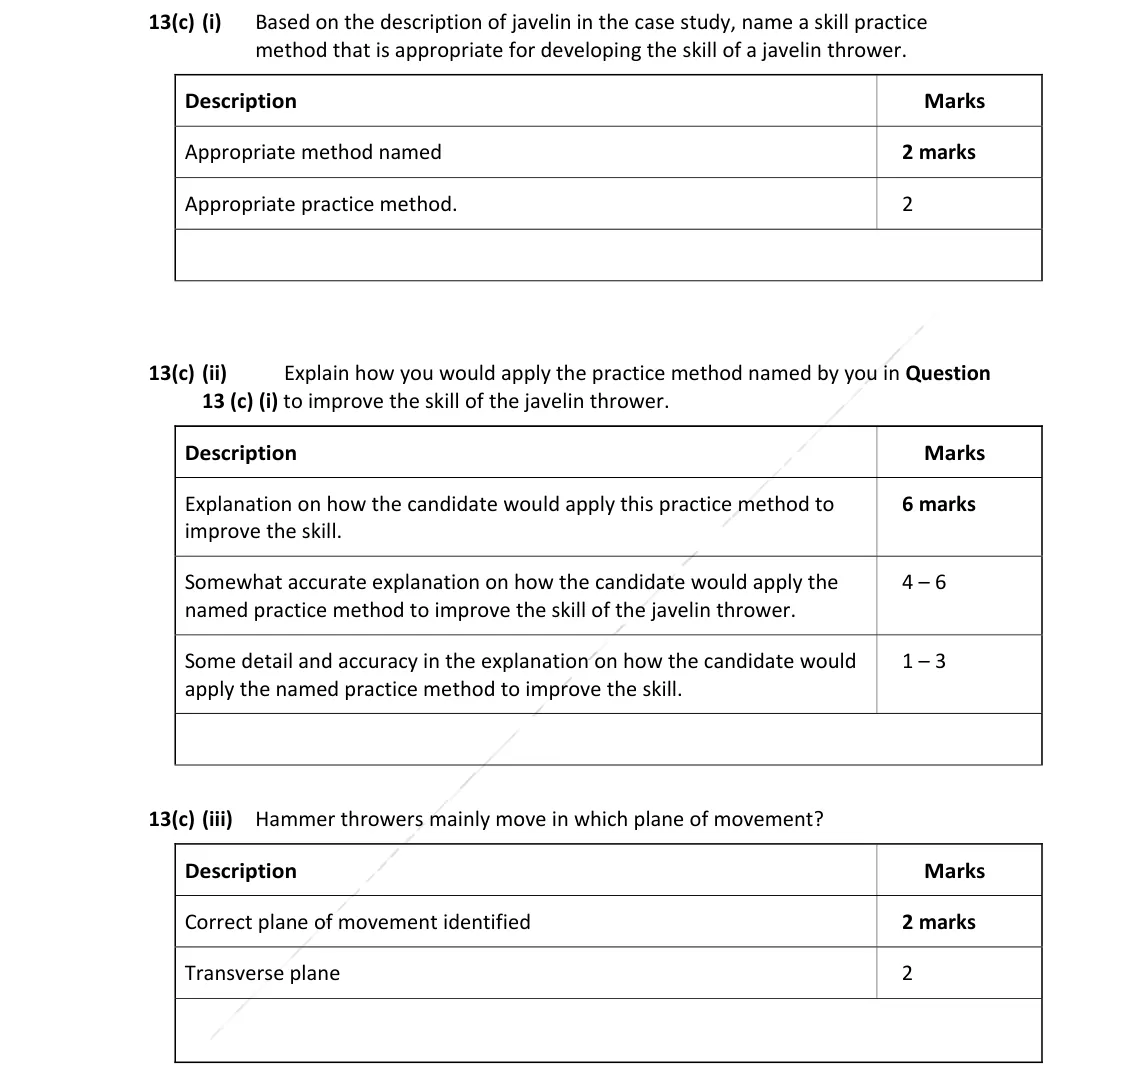 13(c) (i) Based on the description of javelin in the case study, name a skill practice
method that is appropriate for developing the skill of a javelin thrower.
Description Marks
Appropriate method named 2 marks
Appropriate practice method. 2
13(c) (ii) Explain how you would apply the practice method named by you in Question
13 (c) (i) to improve the skill of the javelin thrower.
Description Marks
Explanation on how the candidate would apply this practice method to 6 marks
improve the skill.
Somewhat accurate explanation on how the candidate would apply the 4 – 6
named practice method to improve the skill of the javelin thrower.
Some detail and accuracy in the explanation on how the candidate would 1 – 3
apply the named practice method to improve the skill.
13(c) (iii) Hammer throwers mainly move in which plane of movement?
Description Marks
Correct plane of movement identified 2 marks
Transverse plane 2